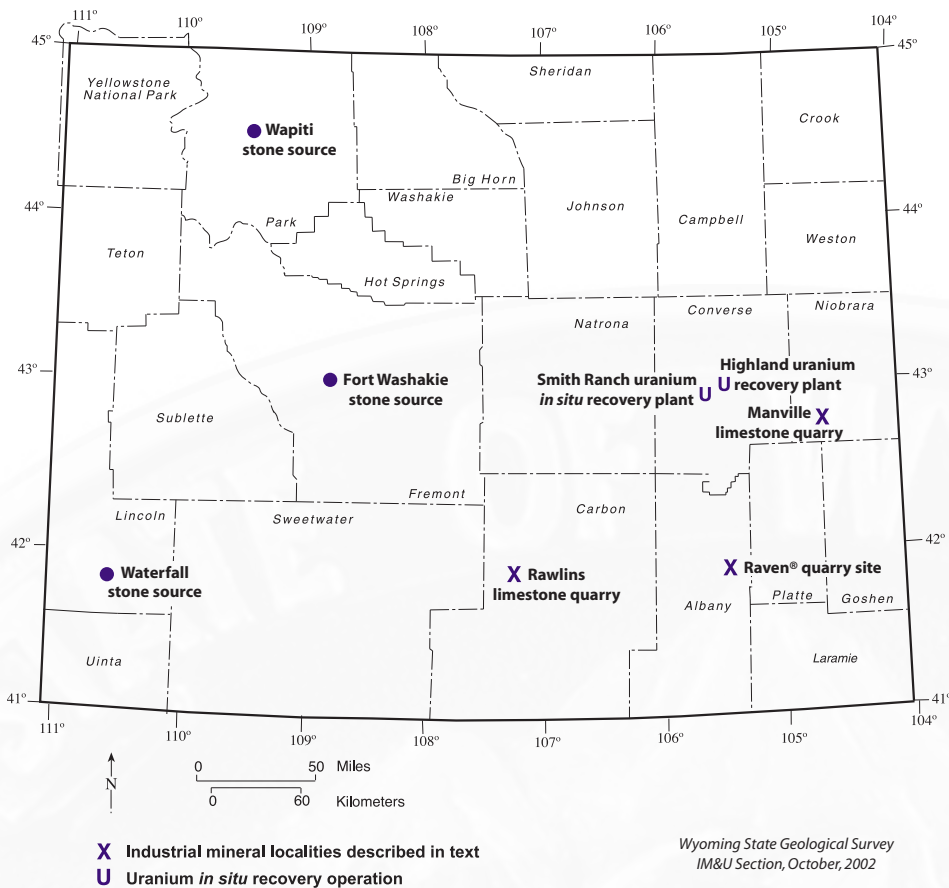 111° 110° 109° 108° 107° 106° 105° 104°
45° 45°
Yellowstone
National Park
Sheridan
Crook
Wapiti
stone source
Big Horn
Washakie
44° 44°
Park
Johnson
Campbell
Teton
Weston
Hot Springs
Natrona
Converse
Niobrara
43° 43°
Fort Washakie
stone source
Smith Ranch uranium
in situ recovery plant
U
U
Highland uranium
recovery plant
Manville
limestone quarry
X
Sublette
Fremont
Lincoln
Sweetwater
Carbon
42° 42°
Waterfall
stone source
X Rawlins
limestone quarry
X Raven® quarry site
Albany
Platte
Goshen
Uinta
Laramie
41° 41°
111° 110° 109° 108° 107° 106° 105° 104°
N
0 50 Miles
0 60
Kilometers
X Industrial mineral localities described in text
U Uranium in situ recovery operation
Wyoming State Geological Survey
IM&U Section, October, 2002